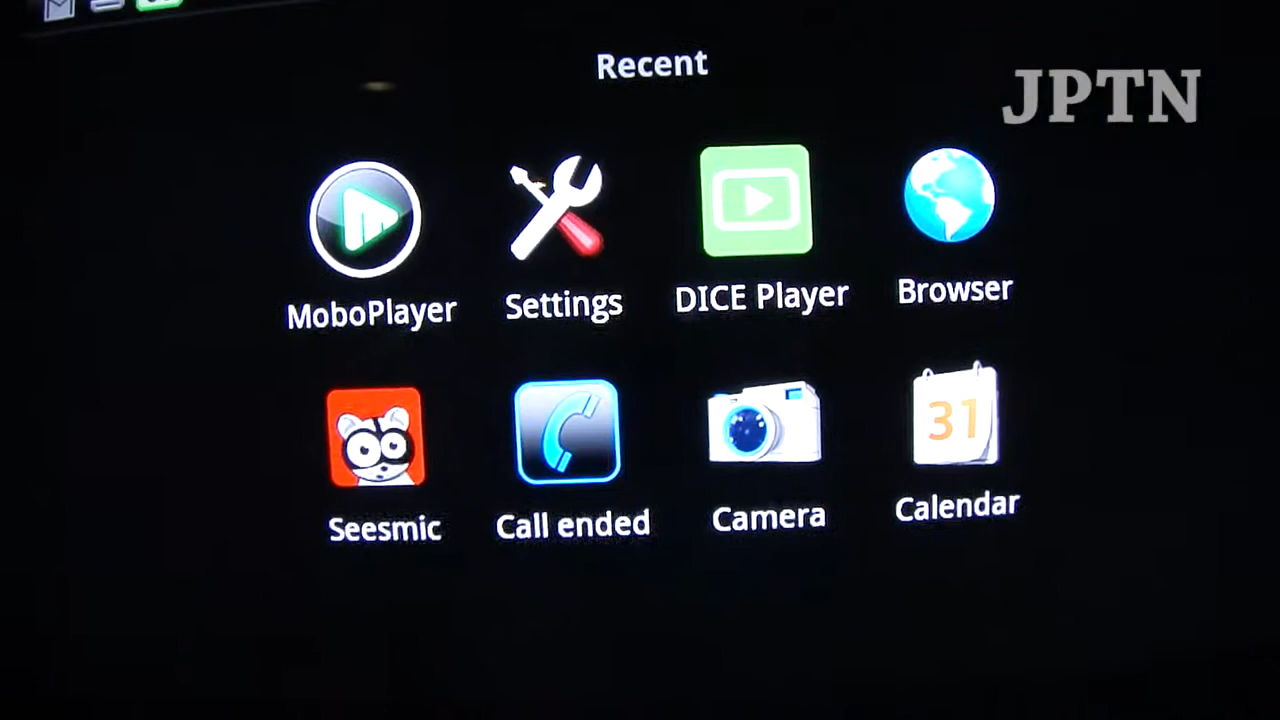 Recent
JPTN
MoboPlayer
Settings
DICE Player
Browser
31
Seesmic
Call ended
Camera
Calendar